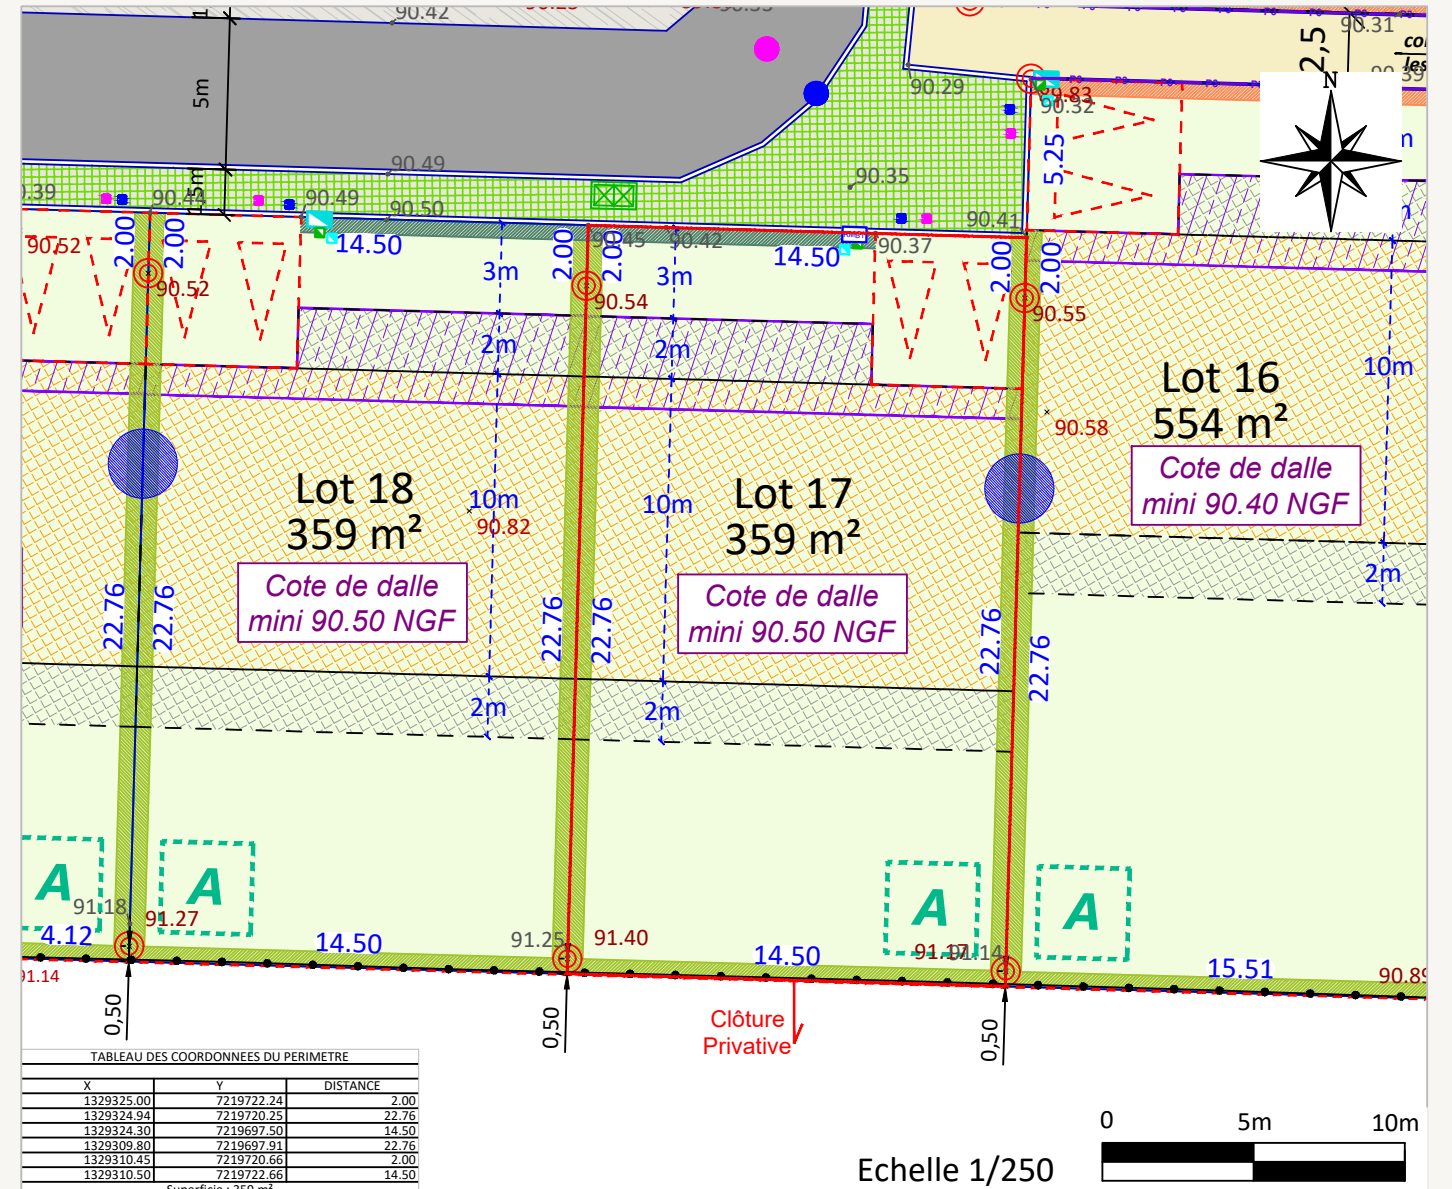 90.42
90.31
2,5
5m
90.29
90.39
N
90.32
90.49
5.25
90.35
90.44
90.49
90.50
90.41
90.52
2.00
2.00
14.50
2.00
2.00
90.42
14.50
90.37
2.00
2.00
3m
3m
90.52
90.54
90.55
2m
2m
10m
Lot 16
554 m²
90.58
Cote de dalle
mini 90.40 NGF
Lot 18
359 m²
10m
90.82
10m
Lot 17
359 m²
Cote de dalle
mini 90.50 NGF
Cote de dalle
mini 90.50 NGF
2m
22.76
22.76
22.76
22.76
22.76
22.76
2m
2m
A
A
A
A
91.18
91.27
91.25
91.40
91.17
91.14
4.12
14.50
14.50
15.51
91.14
0,50
0,50
0,50
Clôture
Privative
TABLEAU DES COORDONNEES DU PERIMETRE
X Y DISTANCE
1329325.00 7219722.24 2.00
1329324.94 7219720.25 22.76
1329324.30 7219697.50 14.50
1329309.80 7219697.91 22.76
1329310.45 7219720.66 2.00
1329310.50 7219722.66 14.50
Superficie : 359 m²
0 5m 10m
Echelle 1/250